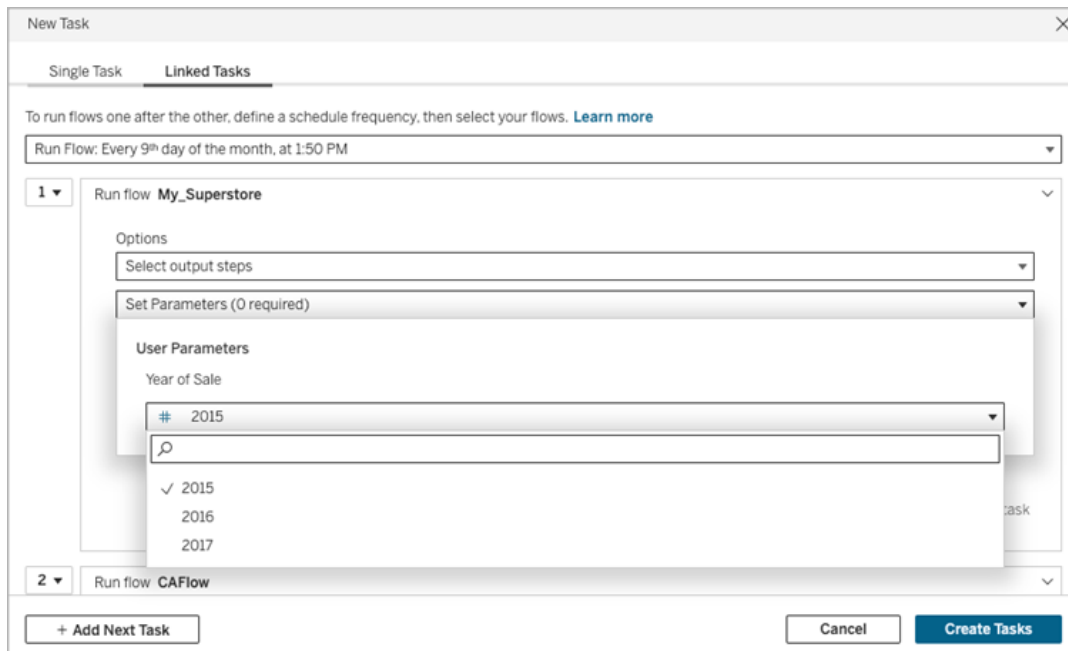 New Task
Single Task Linked Tasks
To run flows one after the other, define a schedule frequency, then select your flows. Learn more
Run Flow: Every 9th day of the month, at 1:50 PM
1 Run flow My_Superstore
Options
Select output steps
Set Parameters (0 required)
User Parameters
Year of Sale
# 2015
2015
2016
task
2017
2 Run flow CAFlow
+ Add Next Task Cancel Create Tasks